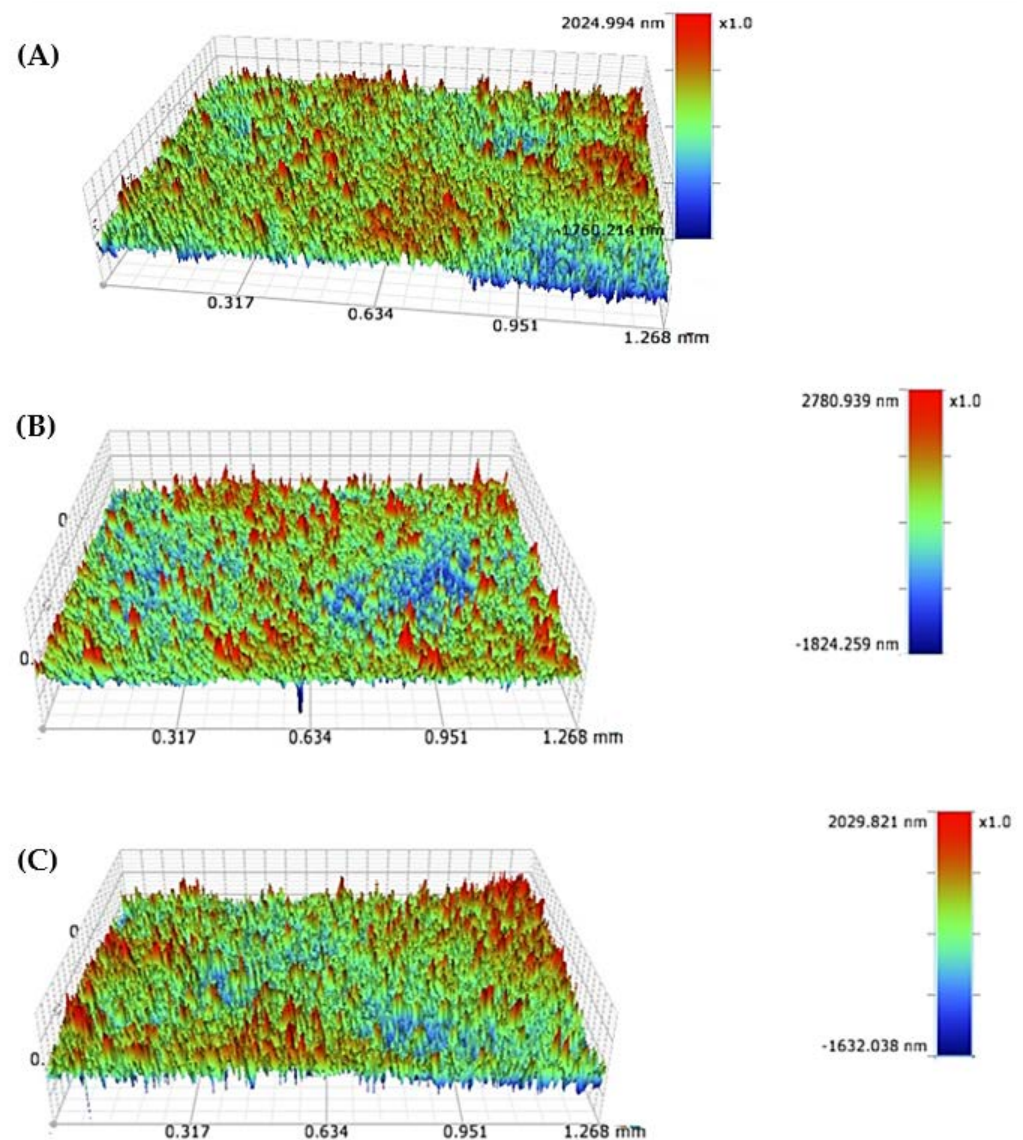 (A)
2024.994 nm x1.0
-1760.214 nm
0.317
0.634
0.951
1.268 mm
(B)
2780.939 nm x1.0
-1824.259 nm
0
0.
0.317 0.634 0.951 1.268 mm
(C)
2029.821 nm x1.0
-1632.038 nm
0
0.
0.317 0.634 0.951 1.268 mm